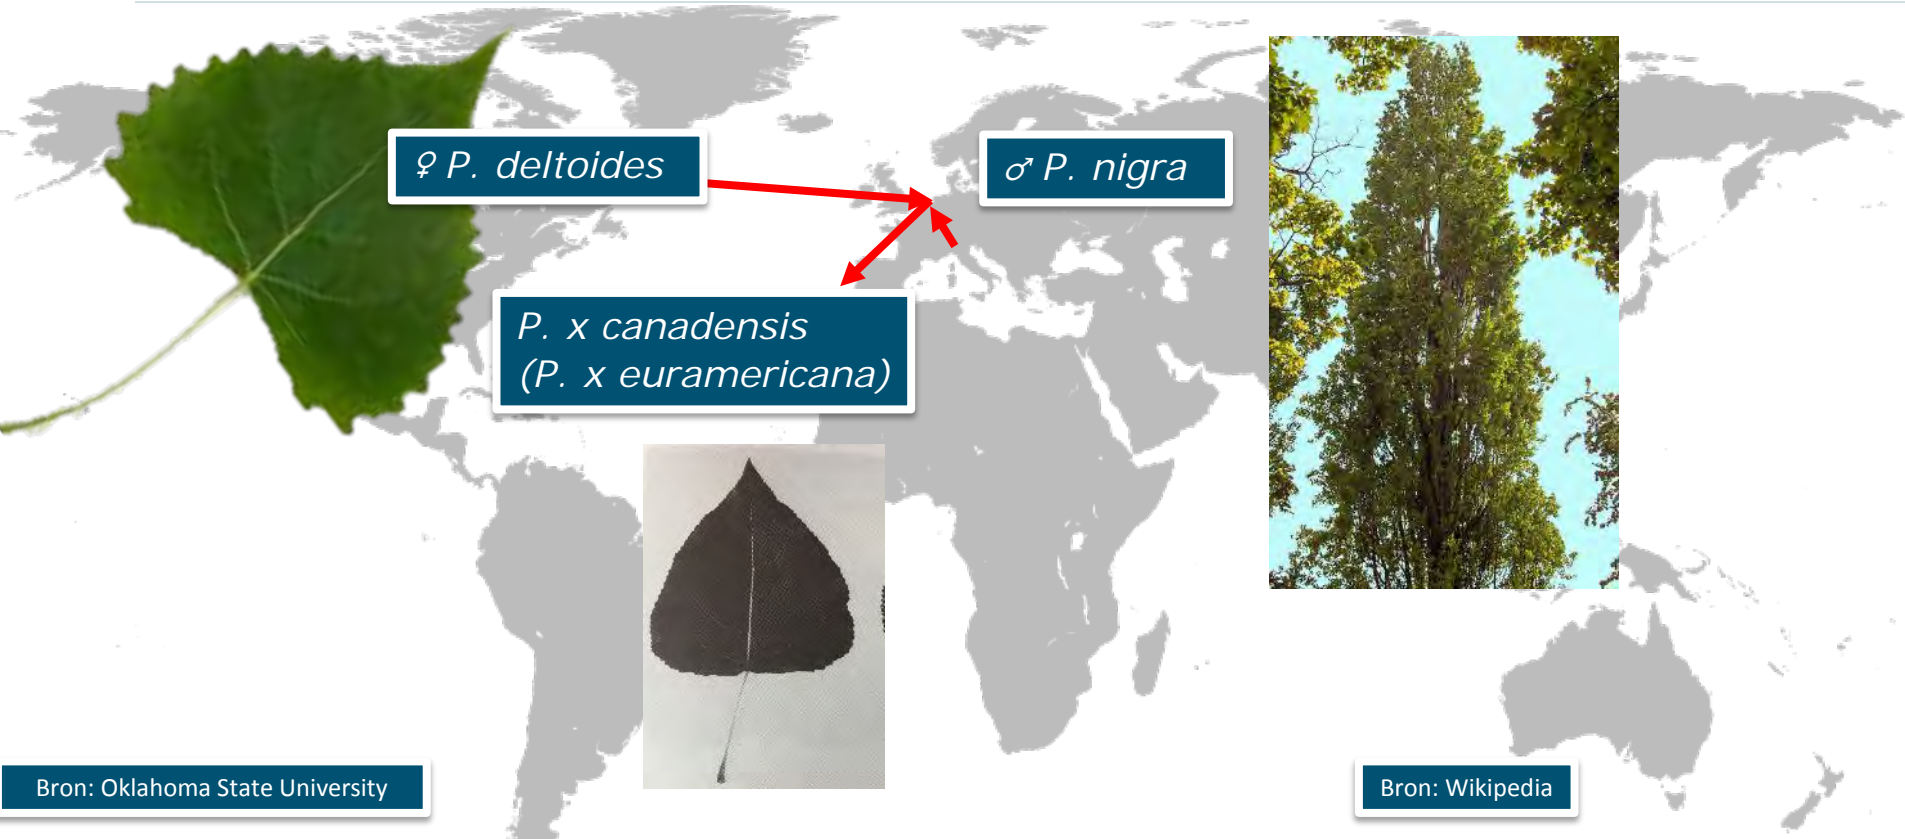 ♀ P. deltoides
♂ P. nigra
P. x canadensis
(P. x euramericana)
Bron: Oklahoma State University
Bron: Wikipedia